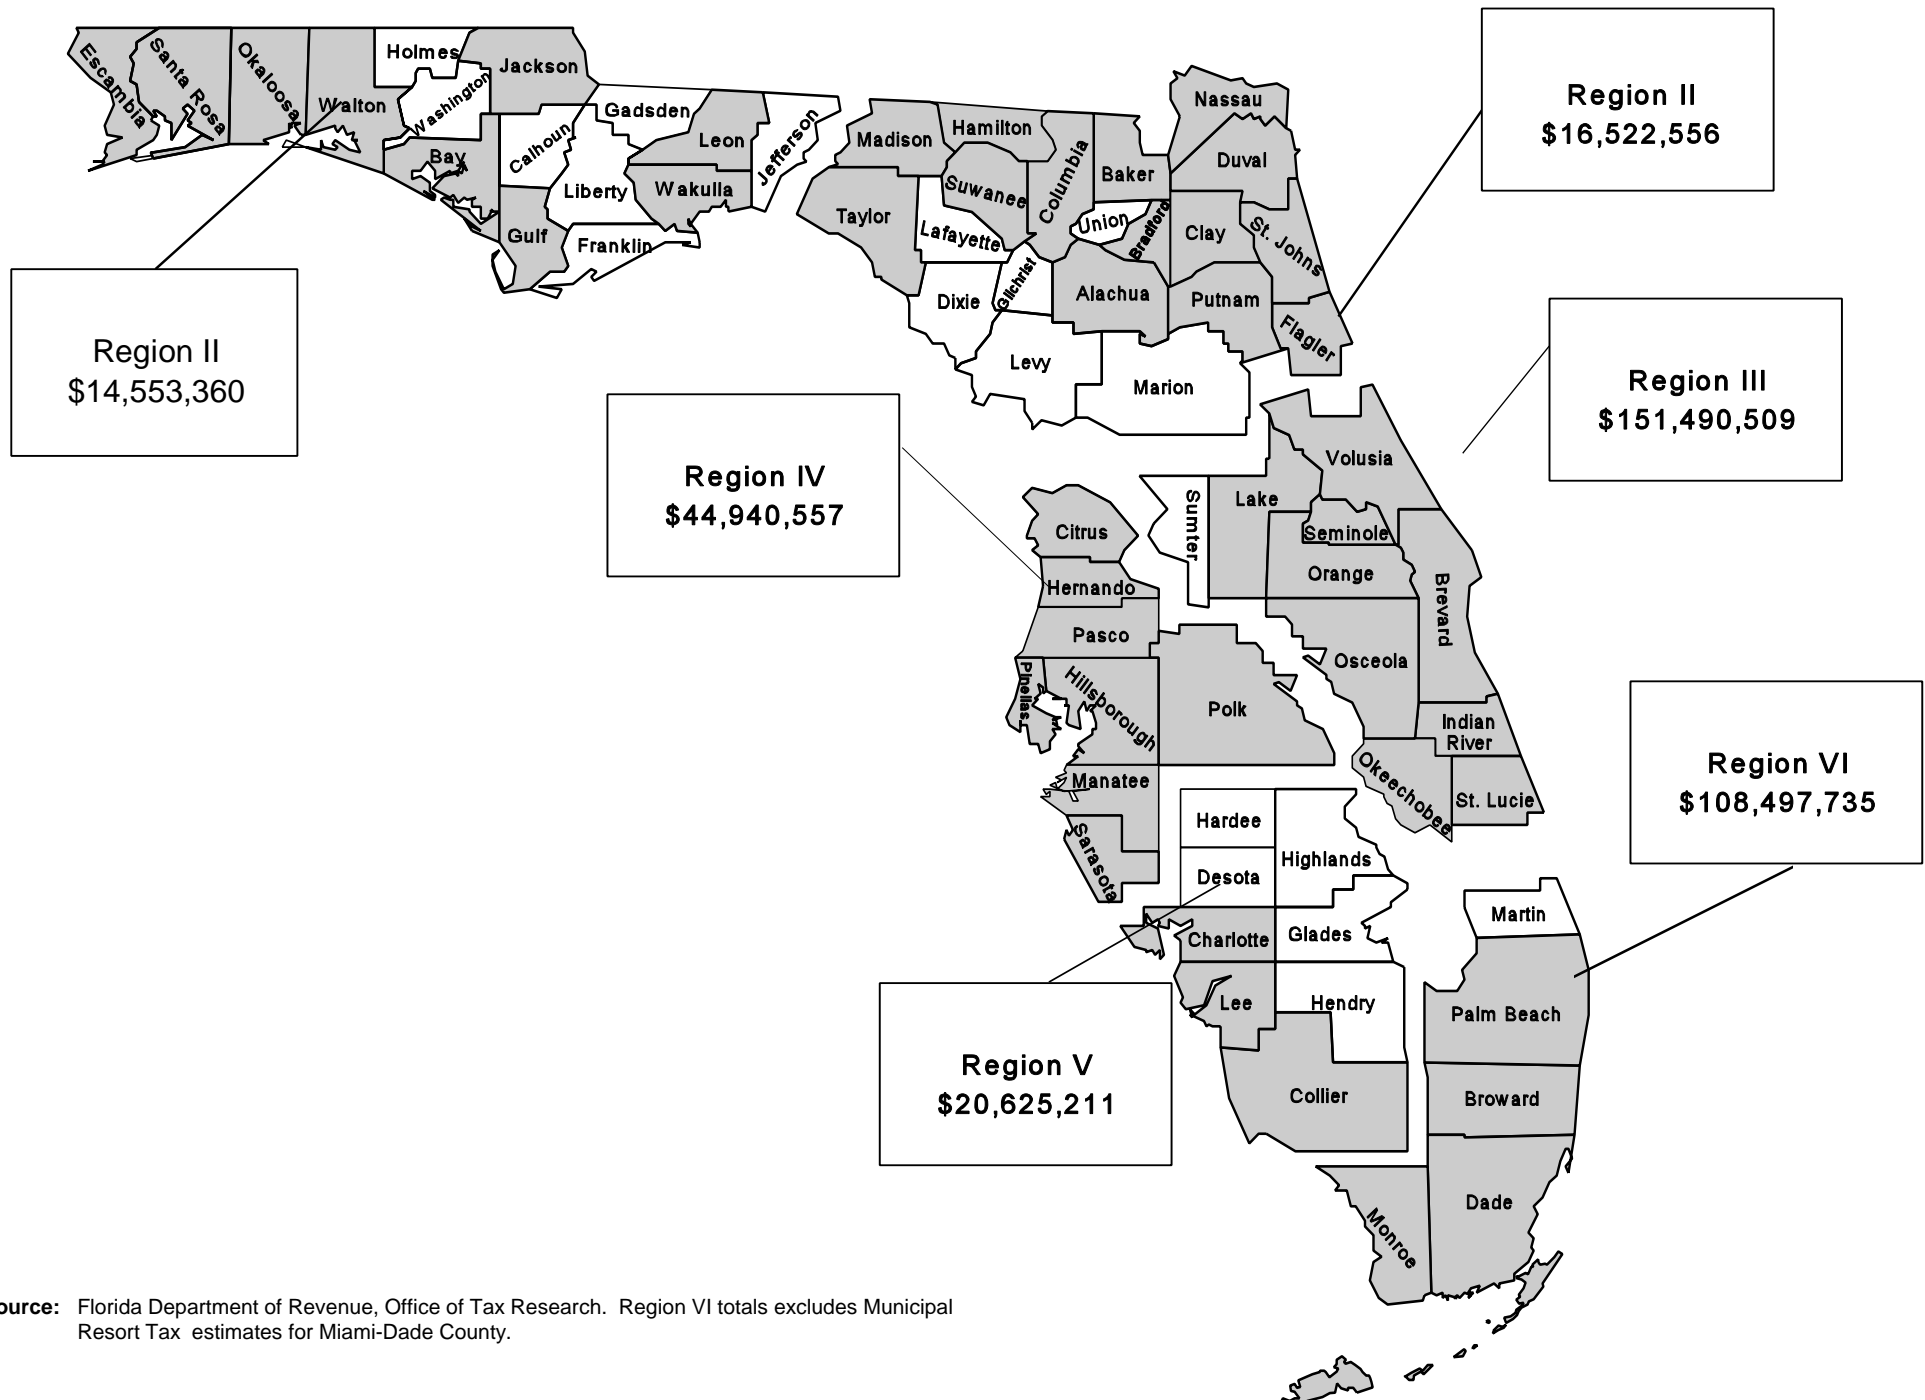 Escambia
Santa Rosa
Okaloosa
Walton
Holmes
Washington
Jackson
Bay
Calhoun
Gadsden
Liberty
Gulf
Franklin
Leon
Wakulla
Jefferson
Madison
Hamilton
Taylor
Suwanee
Lafayette
Columbia
Baker
Nassau
Duval
Union
Bradford
Clay
St. Johns
Dixie
Gilchrist
Alachua
Putnam
Flagler
Levy
Marion
Region II
$16,522,556
Region II
$14,553,360
Region III
$151,490,509
Region IV
$44,940,557
Volusia
Lake
Sumter
Seminole
Orange
Brevard
Osceola
Indian
River
Okeechobee
St. Lucie
Citrus
Hernando
Pasco
Pinellas
Hillsborough
Polk
Manatee
Sarasota
Region VI
$108,497,735
Hardee
Highlands
Desota
Charlotte
Glades
Lee
Hendry
Collier
Martin
Palm Beach
Broward
Dade
Monroe
Region V
$20,625,211
ource: Florida Department of Revenue, Office of Tax Research. Region VI totals excludes Municipal
Resort Tax estimates for Miami-Dade County.